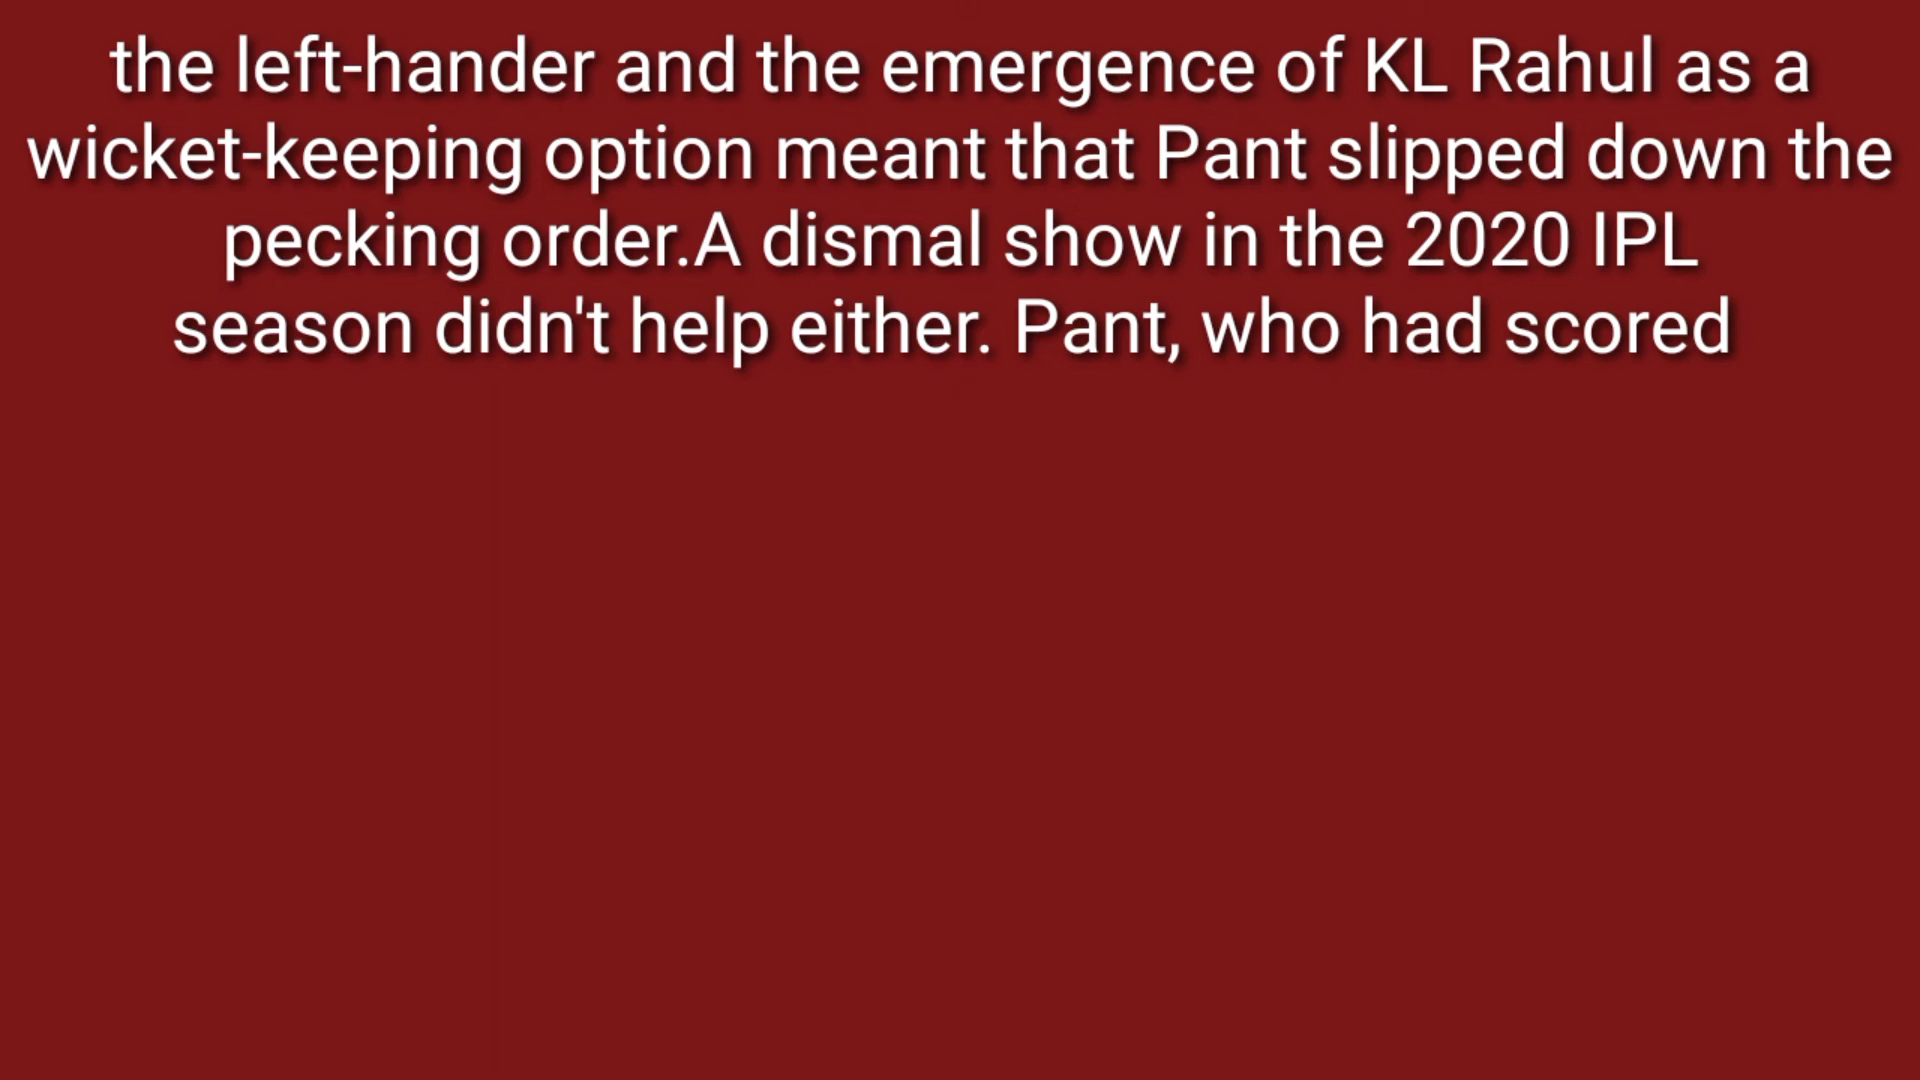 the left-hander and the emergence of KL Rahul as a
wicket-keeping option meant that Pant slipped down the
pecking order.A dismal show in the 2020 IPL
season didn't help either. Pant, who had scored